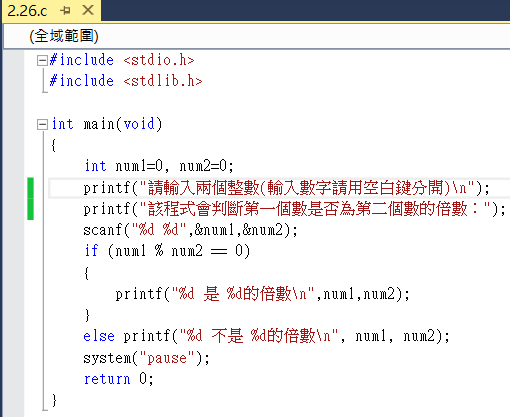 2.26.c
(全域範圍)
#include <stdio.h>
#include <stdlib.h>
int main(void)
{
int num1=0, num2=0;
printf("請輸入兩個整數(輸入數字請用空白鍵分開)\n");
printf("該程式會判斷第一個數是否為第二個數的倍數：");
scanf("%d %d",&num1,&num2);
if (num1 % num2 == 0)
{
printf("%d 是 %d的倍數\n",num1,num2);
}
else printf("%d 不是 %d的倍數\n", num1, num2);
system("pause");
return 0;
}